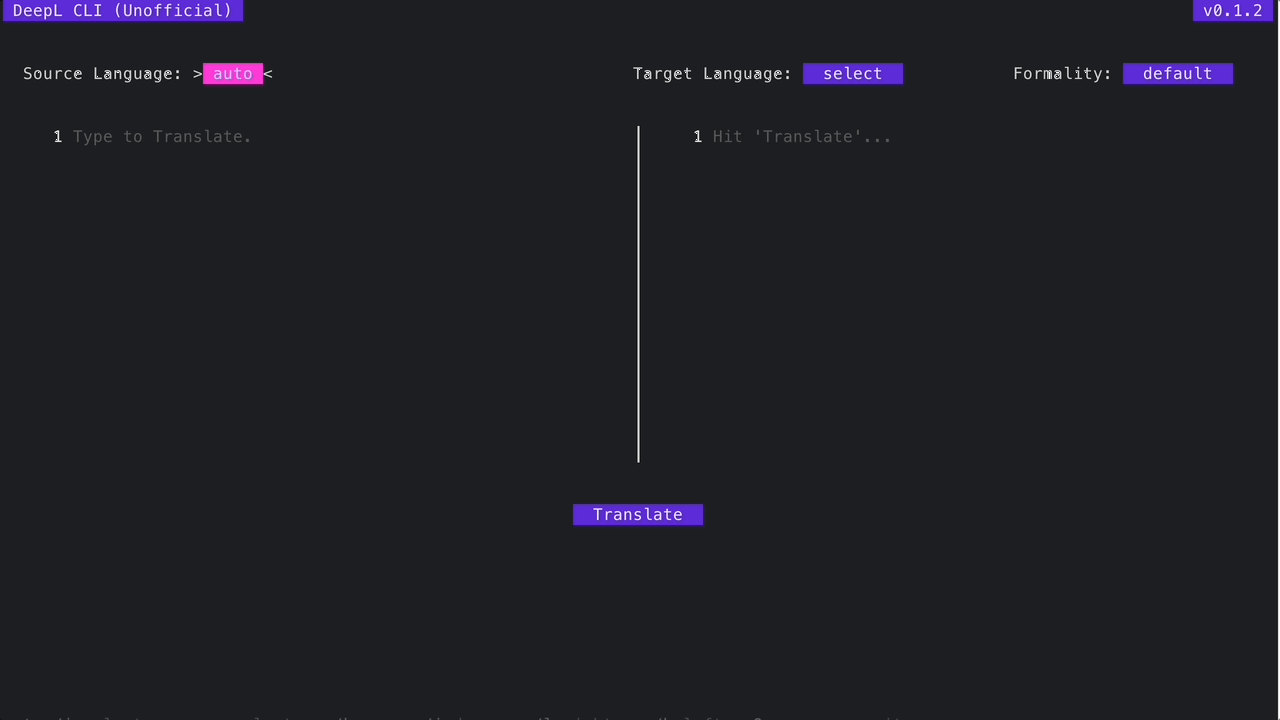 DeepL CLI (Unofficial) v0.1.2
Source Language: > auto < Target Language: select Formality: default
1 Type to Translate. 1 Hit 'Translate'...
Translate